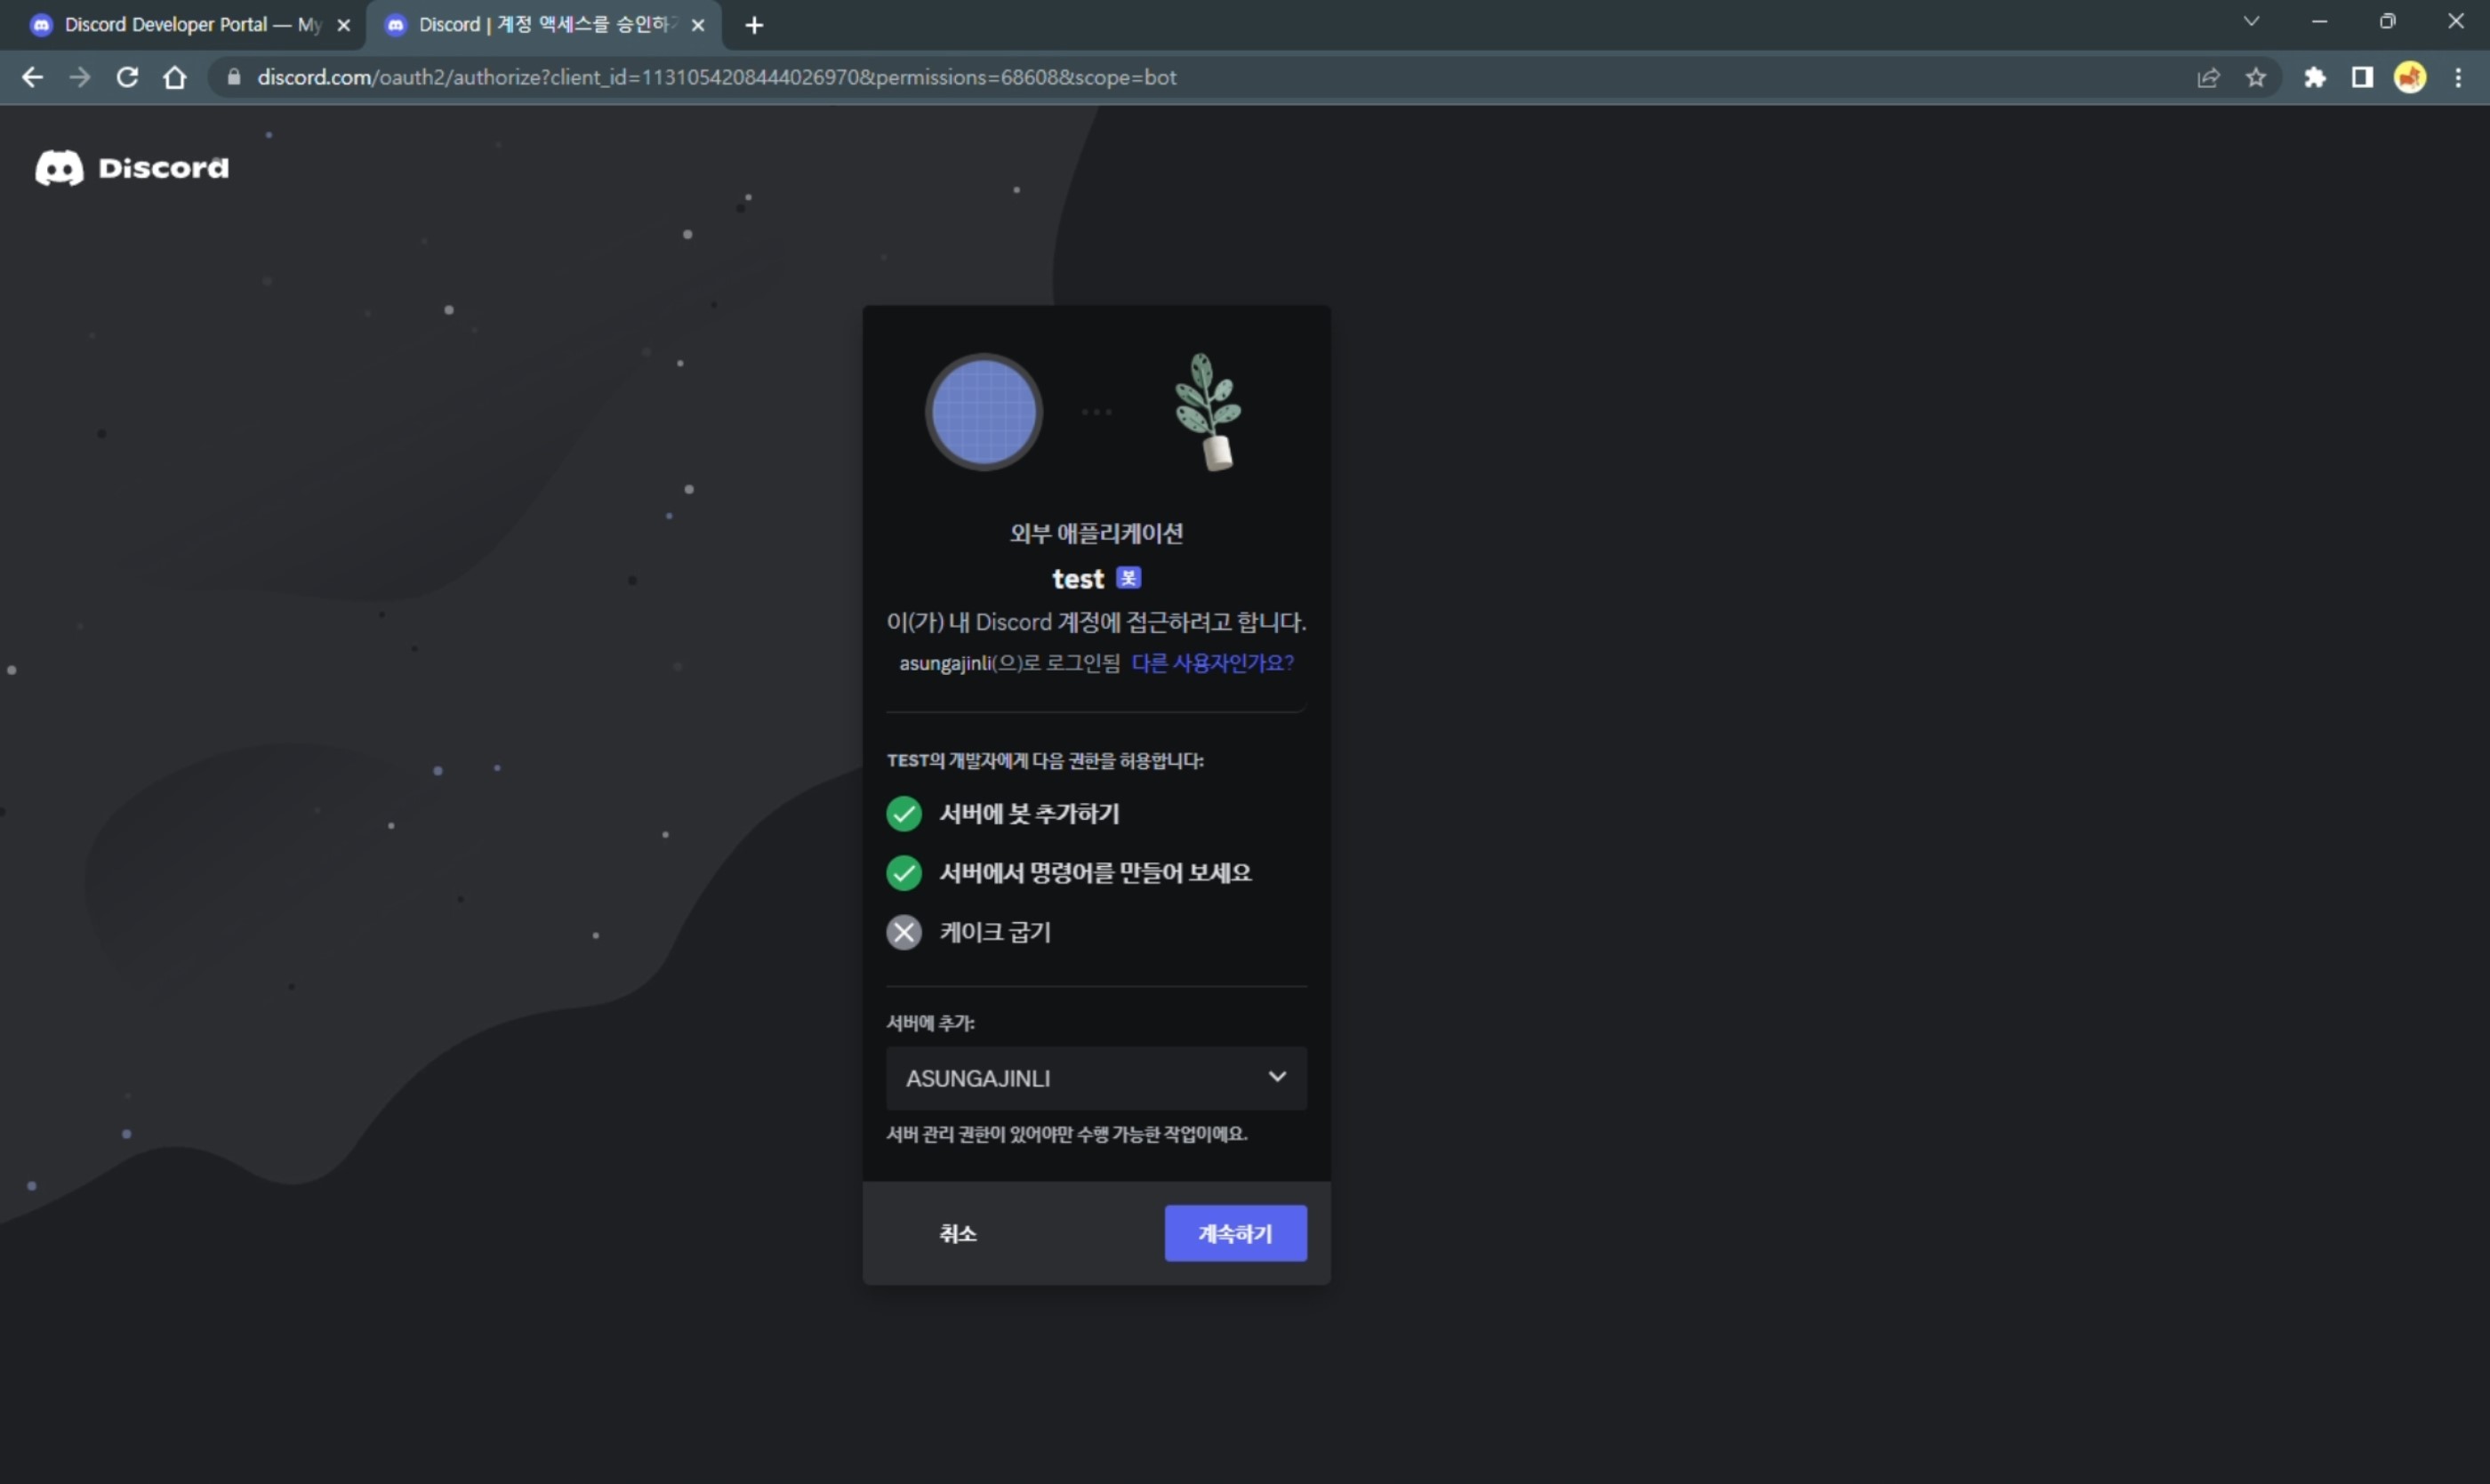 Discord Developer Portal — My
Discord | 계정 액세스를 승인하
discord.com/oauth2/authorize?client_id=1131054208444026970&permissions=68608&scope=bot
Discord
외부 애플리케이션
test 봇
이(가) 내 Discord 계정에 접근하려고 합니다.
asungajinli(으)로 로그인됨 다른 사용자인가요?
TEST의 개발자에게 다음 권한을 허용합니다:
서버에 봇 추가하기
서버에서 명령어를 만들어 보세요
케이크 굽기
서버에 추가:
ASUNGAJINLI
서버 관리 권한이 있어야만 수행 가능한 작업이에요.
취소
계속하기